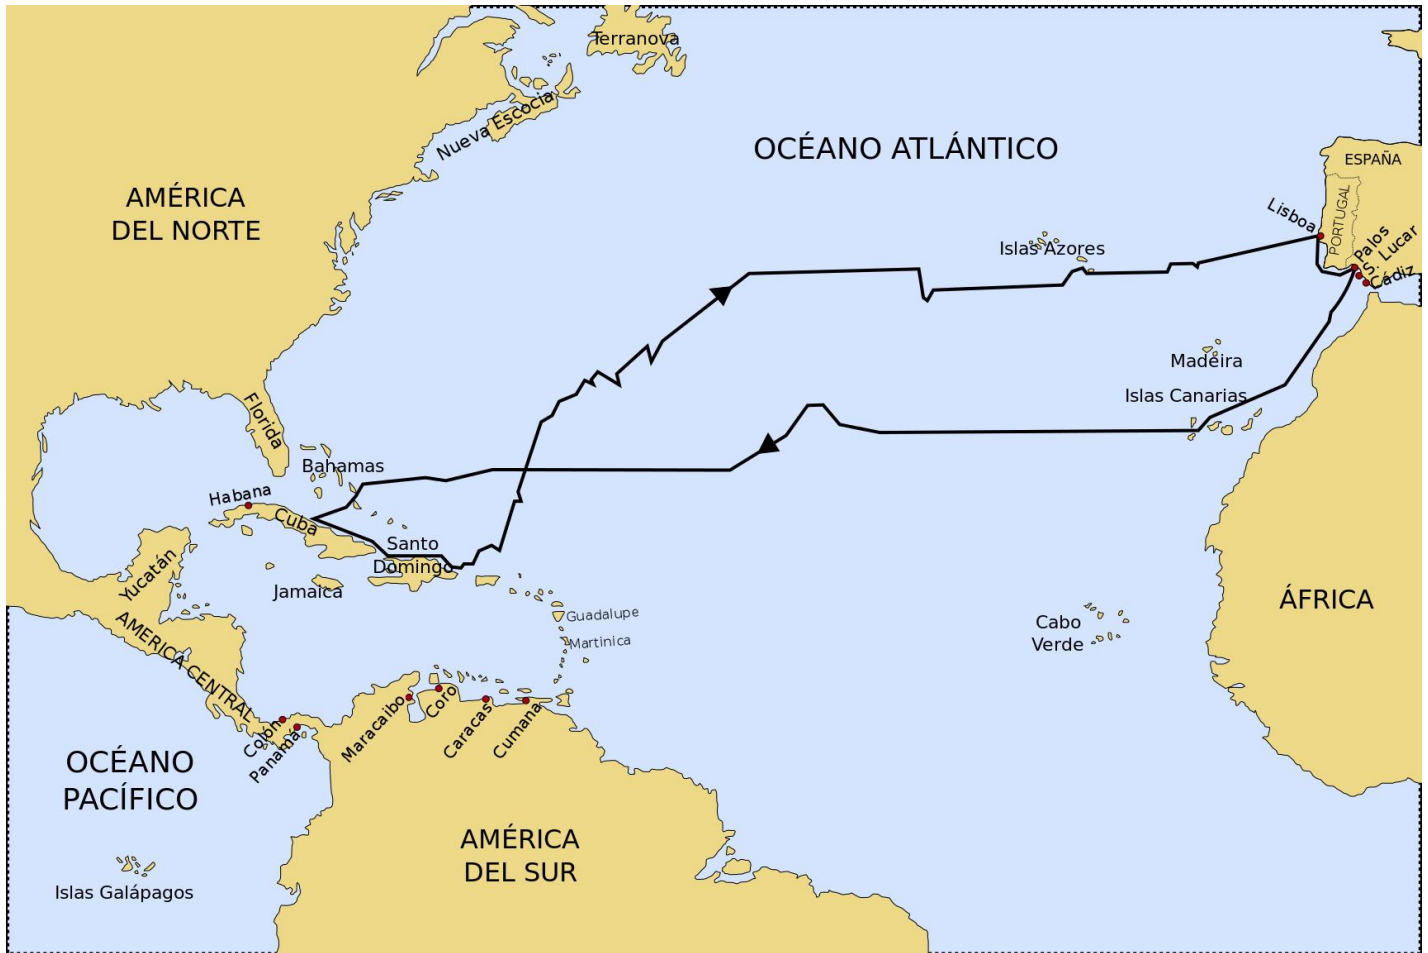 Terranova
Nueva Escocia
OCÉANO ATLÁNTICO
ESPAÑA
PORTUGAL
AMÉRICA
DEL NORTE
Lisboa
Islas Azores
Palos
S. Lucar
Cádiz
Madeira
Islas Canarias
Florida
Bahamas
Habana
Cuba
Santo
Domingo
Yucatán
Jamaica
ÁFRICA
Guadalupe
Martinica
Cabo
Verde
AMERICA CENTRAL
Colón
Panamá
Maracaibo
Coro
Caracas
Cumana
OCÉANO
PACÍFICO
AMÉRICA
DEL SUR
Islas Galápagos